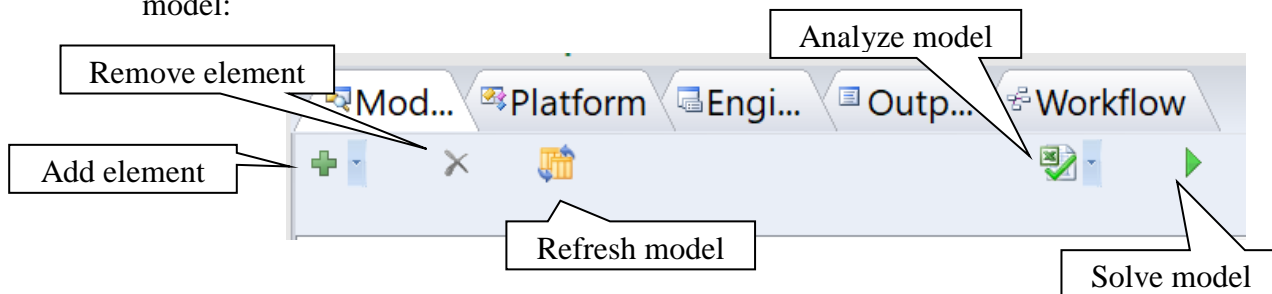 model:
Analyze model
Remove element
Mod... Platform Engi... Outp... Workflow
Add element
Refresh model
Solve model